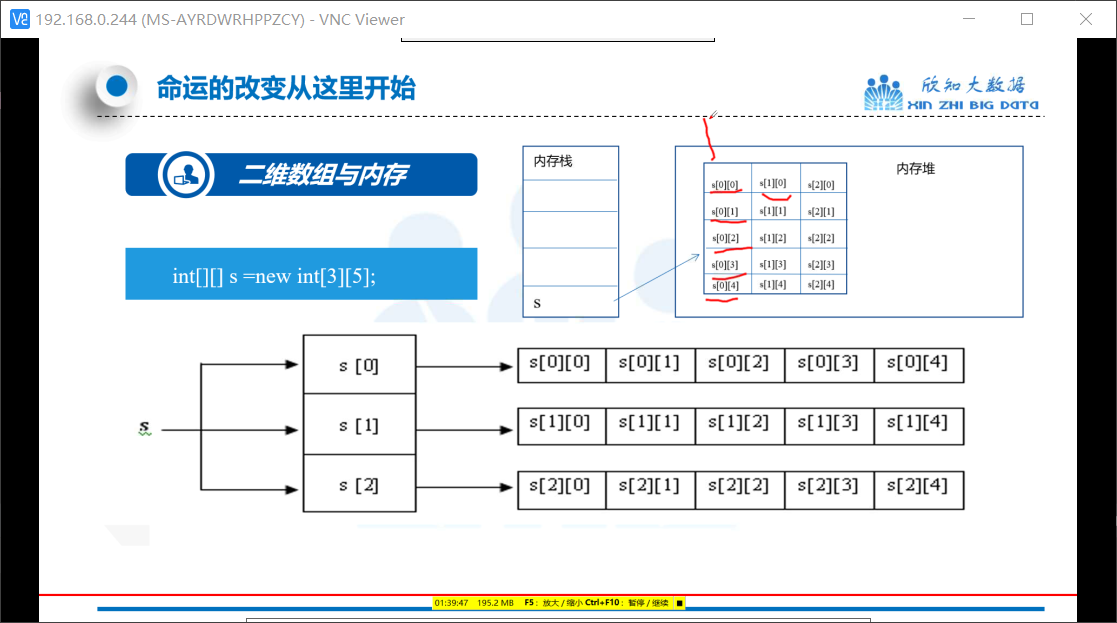 192.168.0.244 (MS-AYRDWRHPPZCY) - VNC Viewer
命运的改变从这里开始
欣知大数据
XIN ZHI BIG DATA
二维数组与内存
int[][] s =new int[3][5];
内存栈
s
内存堆
s[0][0] s[1][0] s[2][0]
s[0][1] s[1][1] s[2][1]
s[0][2] s[1][2] s[2][2]
s[0][3] s[1][3] s[2][3]
s[0][4] s[1][4] s[2][4]
s
s [0]
s [1]
s [2]
s[0][0] s[0][1] s[0][2] s[0][3] s[0][4]
s[1][0] s[1][1] s[1][2] s[1][3] s[1][4]
s[2][0] s[2][1] s[2][2] s[2][3] s[2][4]
01:39:47 195.2 MB F5 : 放大 / 缩小 Ctrl+F10 : 暂停 / 继续